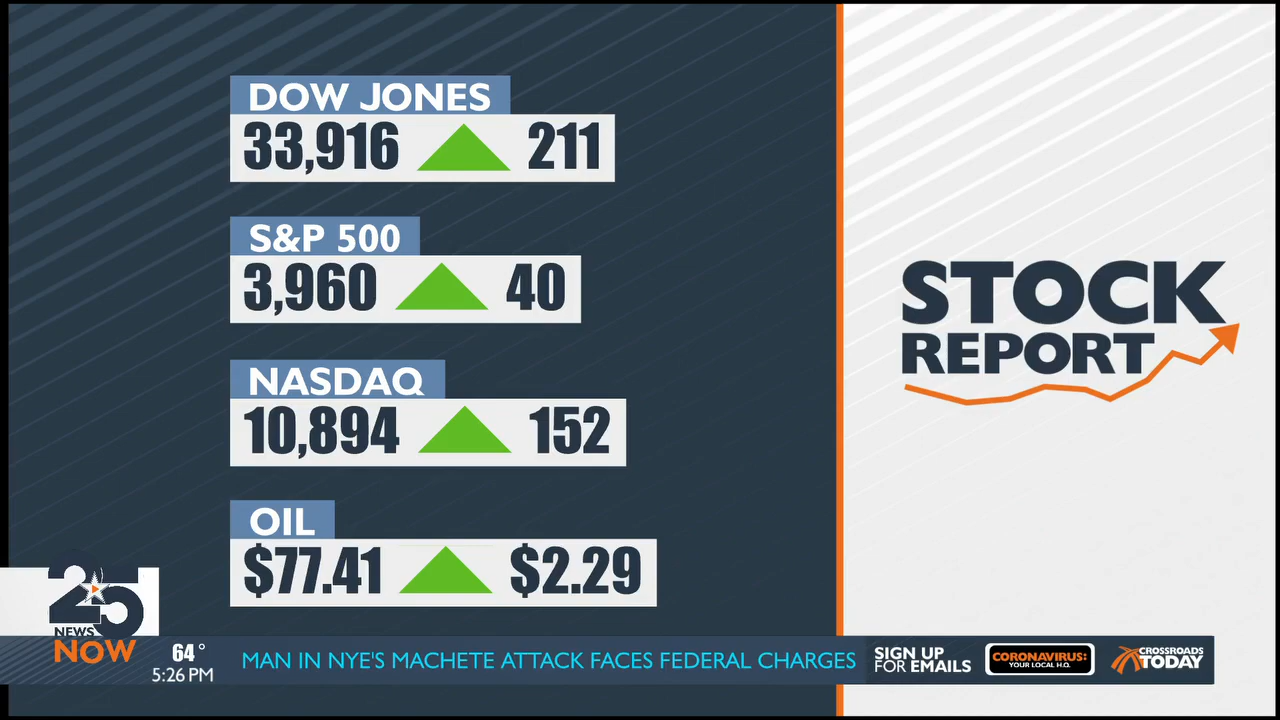 DOW JONES
33,916 211
S&P 500
3,960 40
NASDAQ
10,894 152
OIL
$77.41 $2.29
STOCK
REPORT
25
NEWS
NOW
64°
5:26 PM
MAN IN NYE'S MACHETE ATTACK FACES FEDERAL CHARGES
SIGN UP
FOR EMAILS
CORONAVIRUS:
YOUR LOCAL H.Q.
CROSSROADS
TODAY